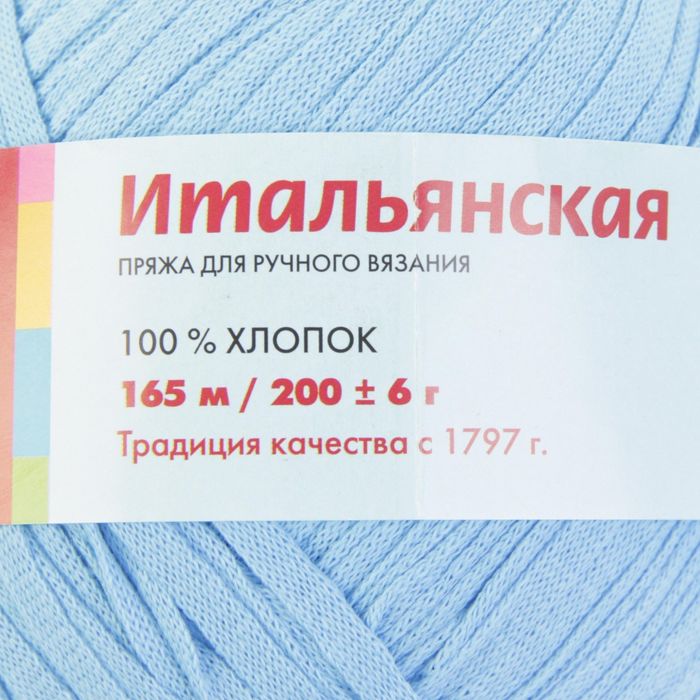 Итальянская
ПРЯЖА ДЛЯ РУЧНОГО ВЯЗАНИЯ
100 % ХЛОПОК
165 м / 200 ± 6 г
Традиция качества с 1797 г.